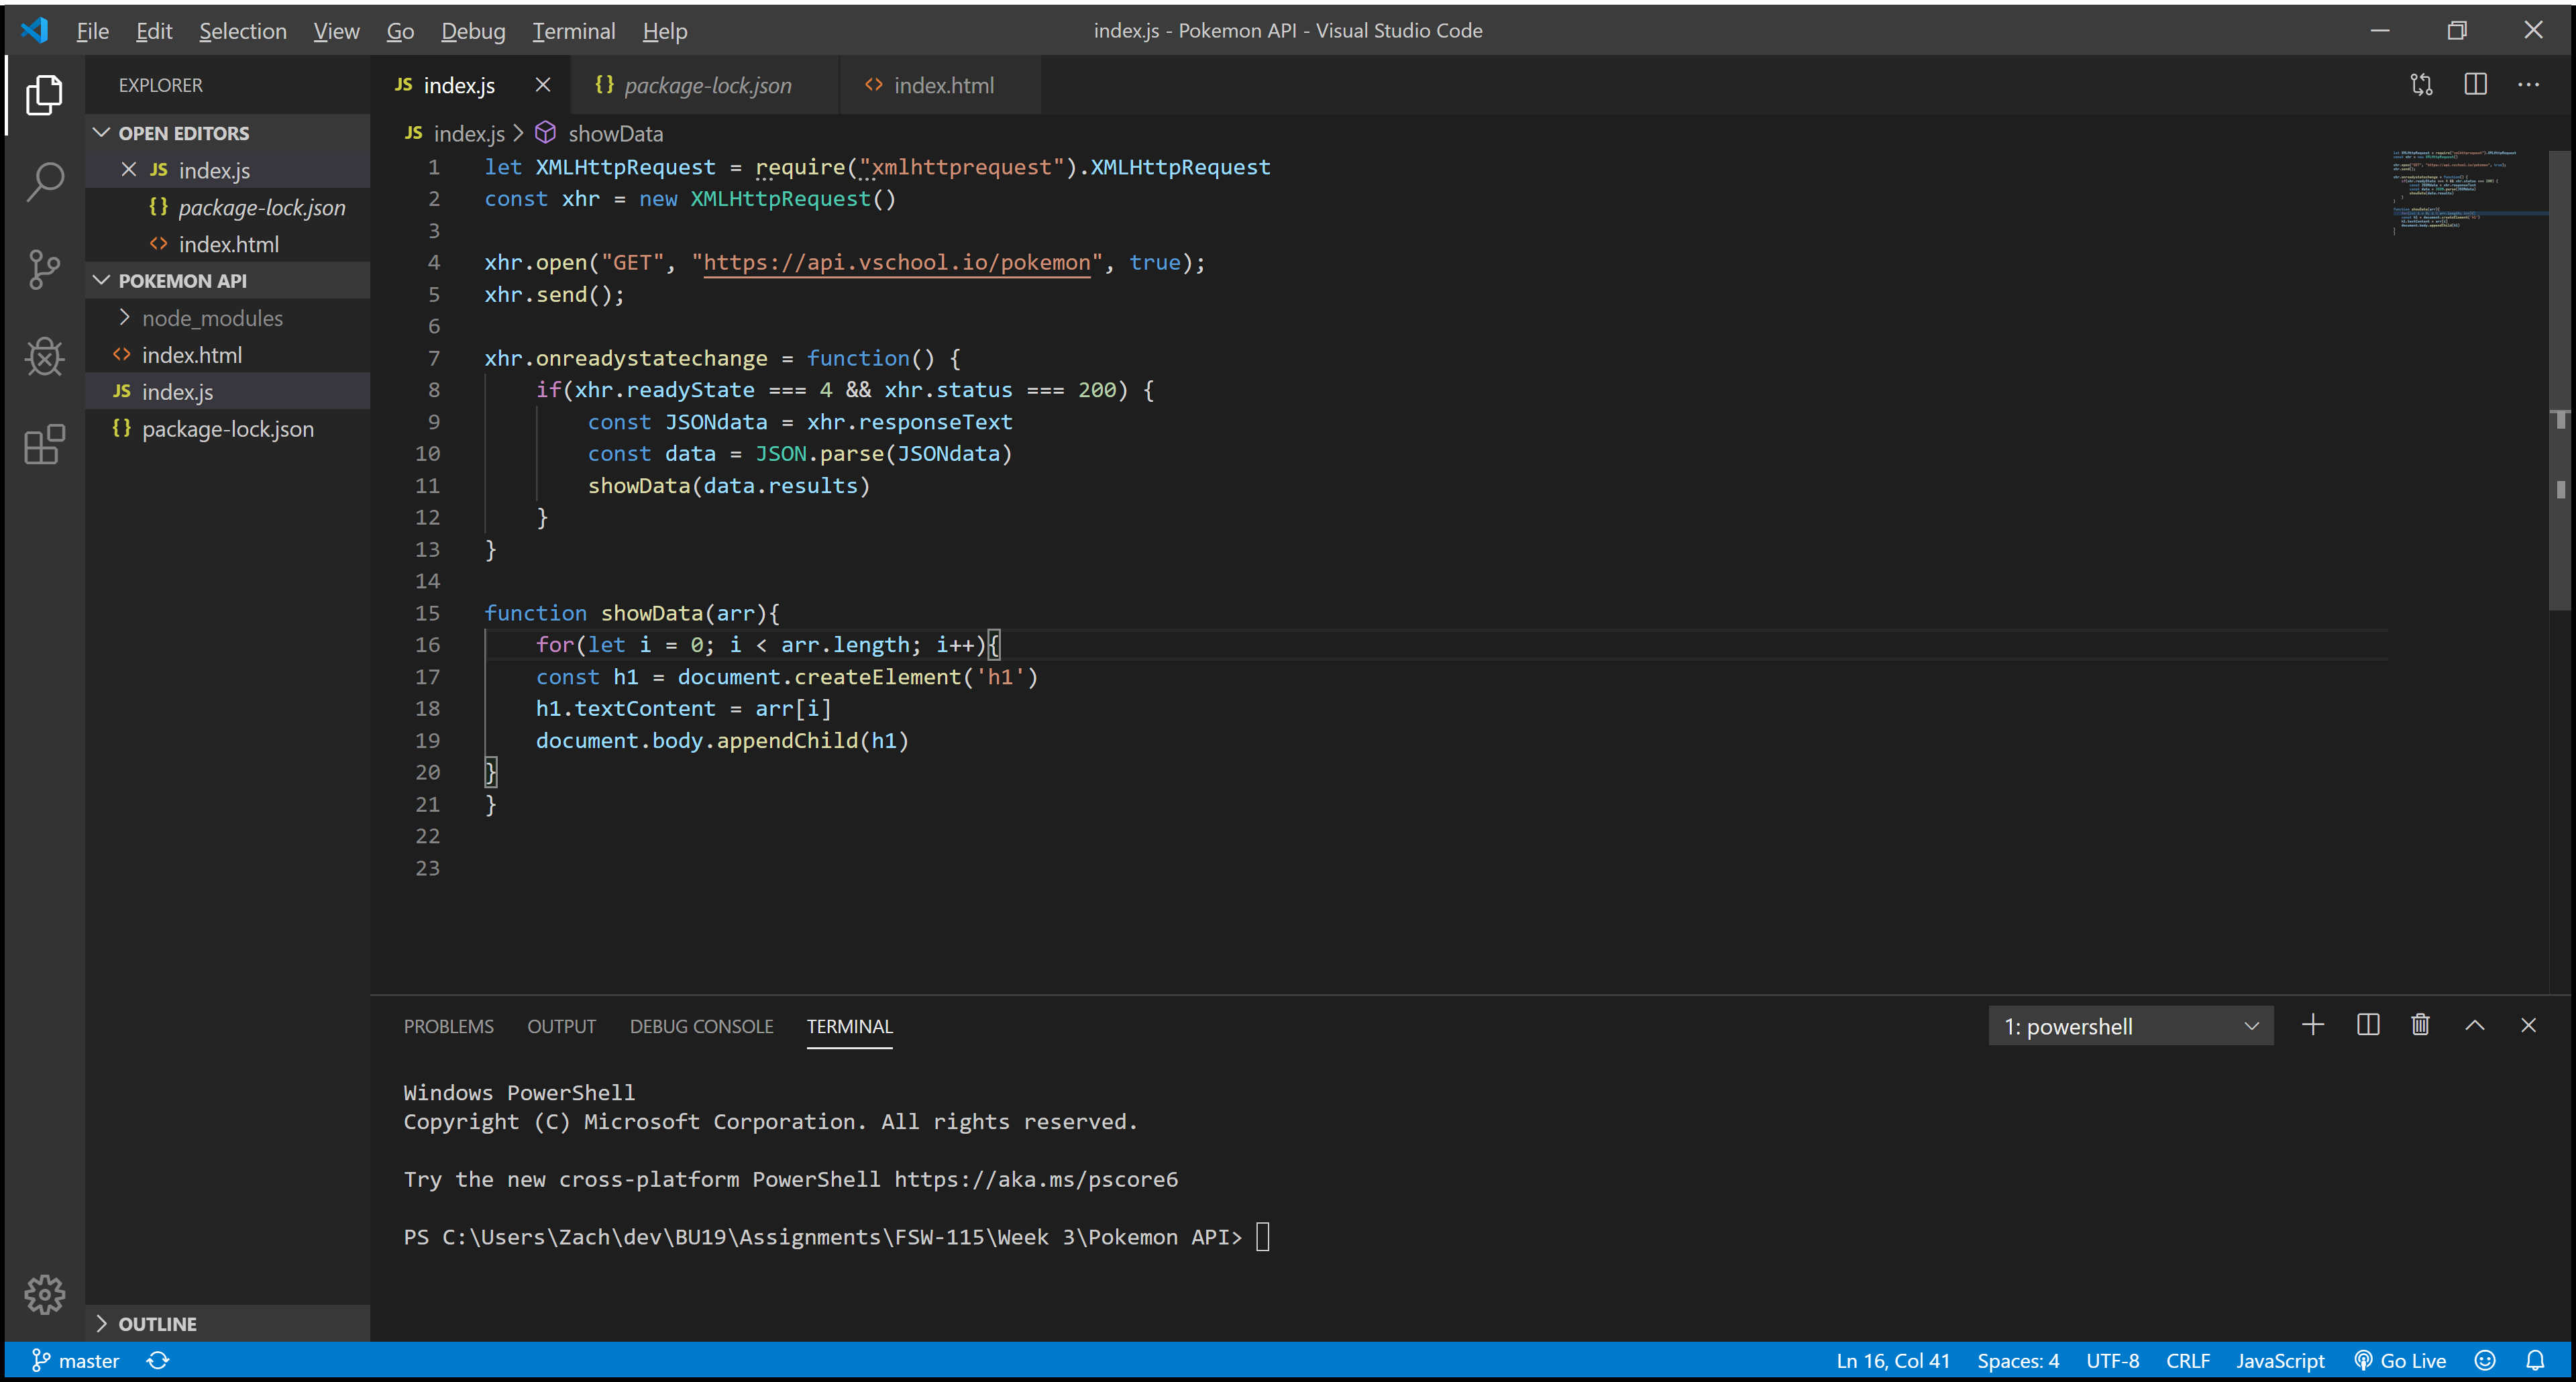 File Edit Selection View Go Debug Terminal Help
index.js - Pokemon API - Visual Studio Code
EXPLORER
OPEN EDITORS
JS index.js
{} package-lock.json
<> index.html
POKEMON API
node_modules
<> index.html
JS index.js
{} package-lock.json
OUTLINE
JS index.js {} package-lock.json <> index.html
JS index.js > showData
1 let XMLHttpRequest = require("xmlhttprequest").XMLHttpRequest
2 const xhr = new XMLHttpRequest()
3
4 xhr.open("GET", "https://api.vschool.io/pokemon", true);
5 xhr.send();
6
7 xhr.onreadystatechange = function() {
8     if(xhr.readyState === 4 && xhr.status === 200) {
9         const JSONdata = xhr.responseText
10         const data = JSON.parse(JSONdata)
11         showData(data.results)
12     }
13 }
14
15 function showData(arr){
16     for(let i = 0; i < arr.length; i++){
17     const h1 = document.createElement('h1')
18     h1.textContent = arr[i]
19     document.body.appendChild(h1)
20 }
21 }
22
23
PROBLEMS OUTPUT DEBUG CONSOLE TERMINAL 1: powershell
Windows PowerShell
Copyright (C) Microsoft Corporation. All rights reserved.
Try the new cross-platform PowerShell https://aka.ms/pscore6
PS C:\Users\Zach\dev\BU19\Assignments\FSW-115\Week 3\Pokemon API>
master Ln 16, Col 41 Spaces: 4 UTF-8 CRLF JavaScript Go Live